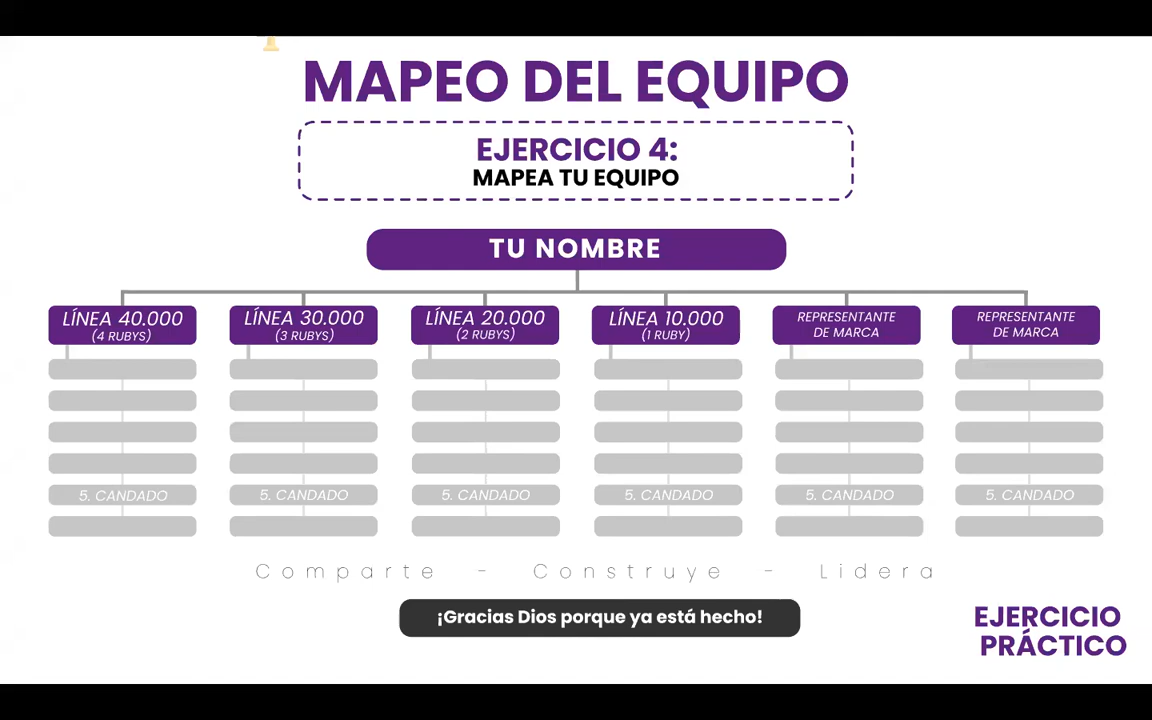 MAPEO DEL EQUIPO
EJERCICIO 4:
MAPEA TU EQUIPO
TU NOMBRE
LÍNEA 40.000
(4 RUBYS)
LÍNEA 30.000
(3 RUBYS)
LÍNEA 20.000
(2 RUBYS)
LÍNEA 10.000
(1 RUBY)
REPRESENTANTE
DE MARCA
REPRESENTANTE
DE MARCA
5. CANDADO
5. CANDADO
5. CANDADO
5. CANDADO
5. CANDADO
5. CANDADO
Comparte - Construye - Lidera
¡Gracias Dios porque ya está hecho!
EJERCICIO
PRÁCTICO